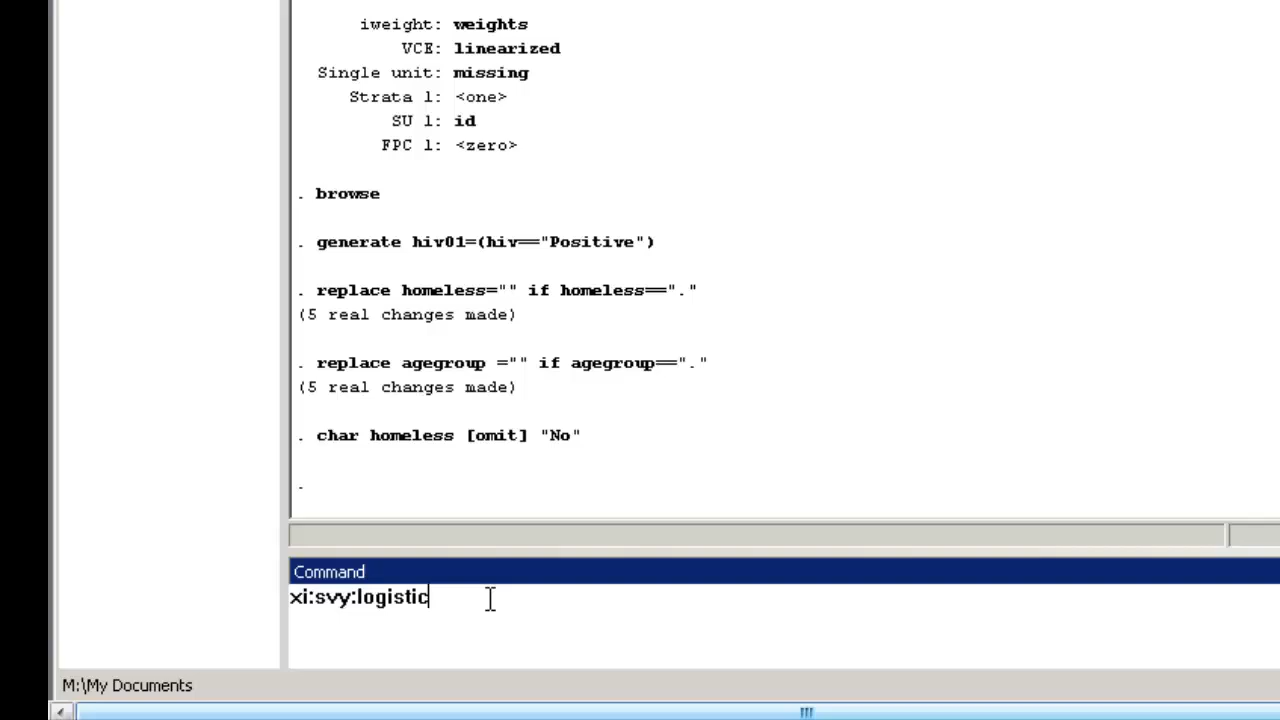 iweight: weights
VCE: linearized
Single unit: missing
Strata 1: <one>
SU 1: id
FPC 1: <zero>
. browse
. generate hiv01=(hiv=="Positive")
. replace homeless="" if homeless=="."
(5 real changes made)
. replace agegroup ="" if agegroup=="."
(5 real changes made)
. char homeless [omit] "No"
.
Command
xi:svy:logistic
M:\My Documents